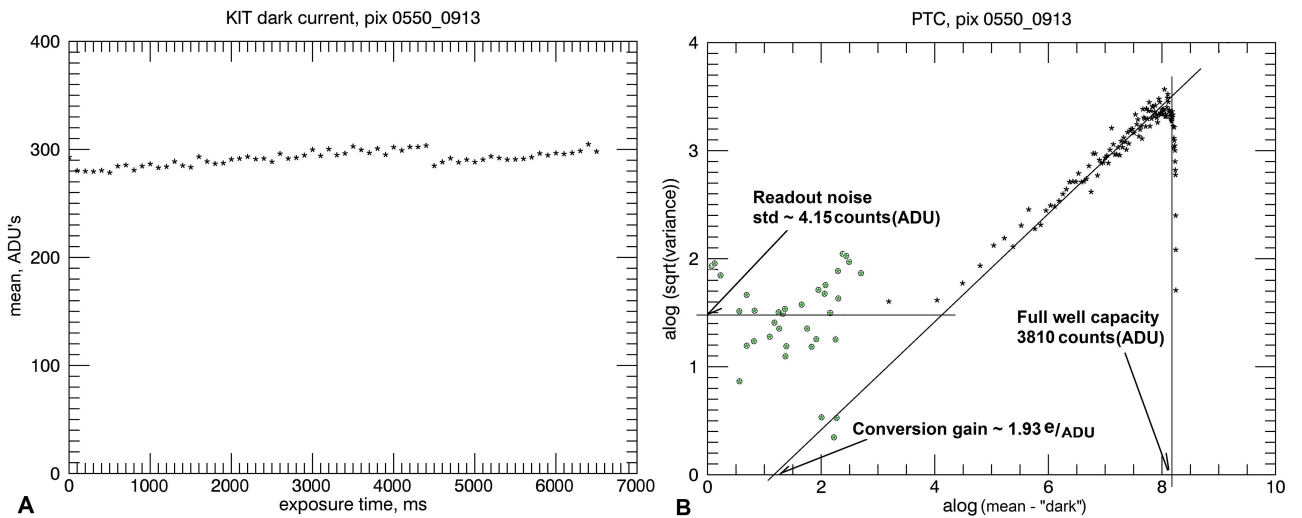 KIT dark current, pix 0550_0913
400
300
200
100
0
mean, ADU's
0 1000 2000 3000 4000 5000 6000 7000
exposure time, ms
A
PTC, pix 0550_0913
4
3
2
1
0
alog (sqrt(variance))
Readout noise
std ~ 4.15 counts(ADU)
Full well capacity
3810 counts(ADU)
Conversion gain ~ 1.93 e/ADU
0 2 4 6 8 10
alog (mean - "dark")
B